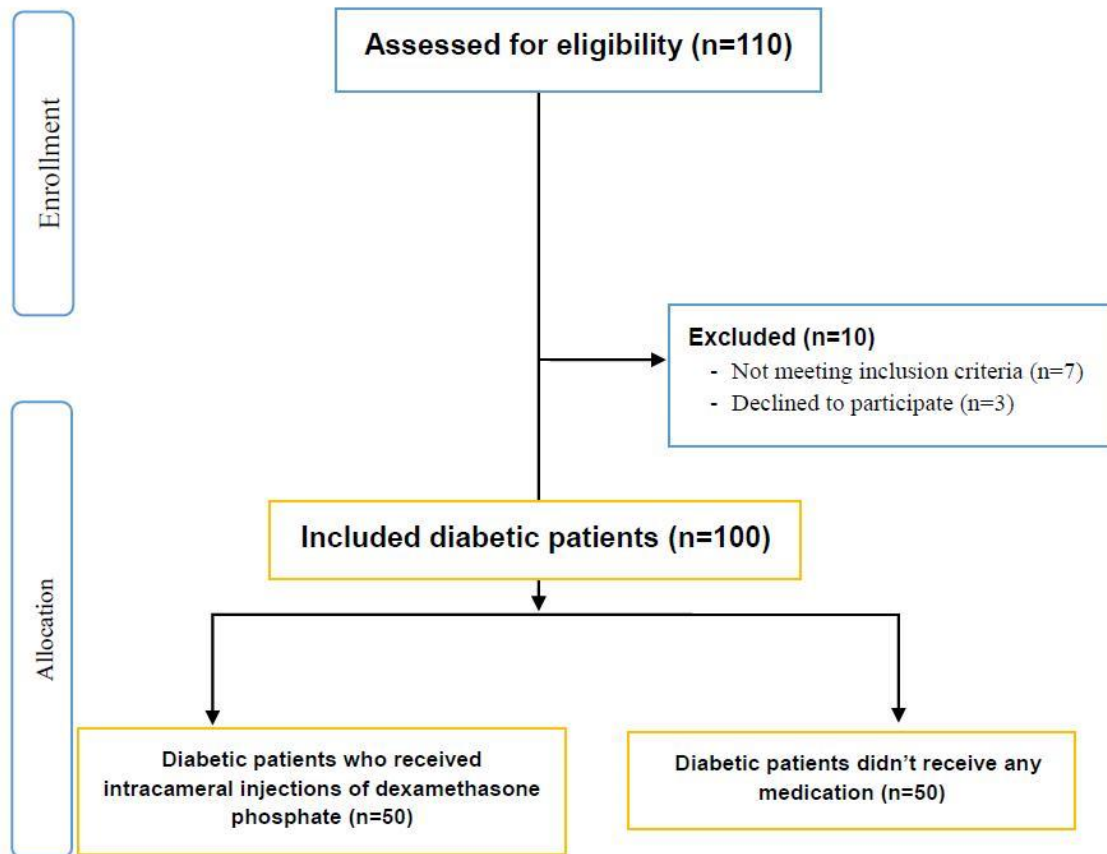 Enrollment
Assessed for eligibility (n=110)
Excluded (n=10)
- Not meeting inclusion criteria (n=7)
- Declined to participate (n=3)
Allocation
Included diabetic patients (n=100)
Diabetic patients who received
intracameral injections of dexamethasone
phosphate (n=50)
Diabetic patients didn’t receive any
medication (n=50)